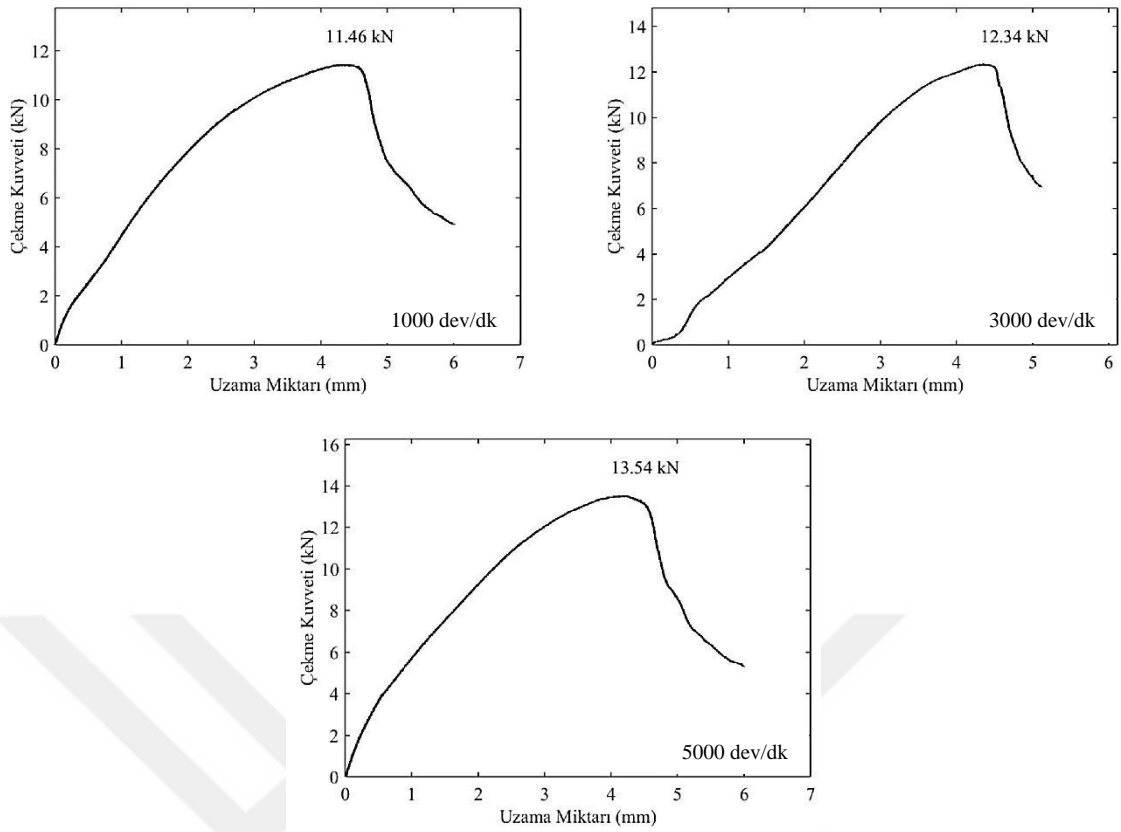 11.46 kN
12
10
8
6
4
2
0
Çekme Kuvveti (kN)
1000 dev/dk
0 1 2 3 4 5 6 7
Uzama Miktarı (mm)
12.34 kN
14
12
10
8
6
4
2
0
Çekme Kuvveti (kN)
3000 dev/dk
0 1 2 3 4 5 6
Uzama Miktarı (mm)
13.54 kN
16
14
12
10
8
6
4
2
0
Çekme Kuvveti (kN)
5000 dev/dk
0 1 2 3 4 5 6 7
Uzama Miktarı (mm)